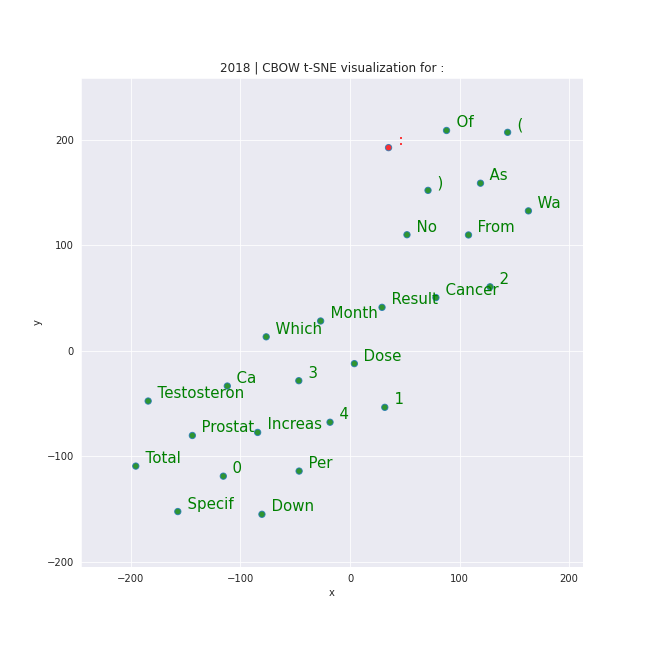 2018 | CBOW t-SNE visualization for :
Of
(
:
As
)
Wa
No
From
2
Cancer
Result
Month
Which
Dose
3
Ca
Testosteron
1
4
Increas
Prostat
Total
Per
0
Specif
Down
200
100
0
−100
−200
y
−200
−100
0
100
200
x